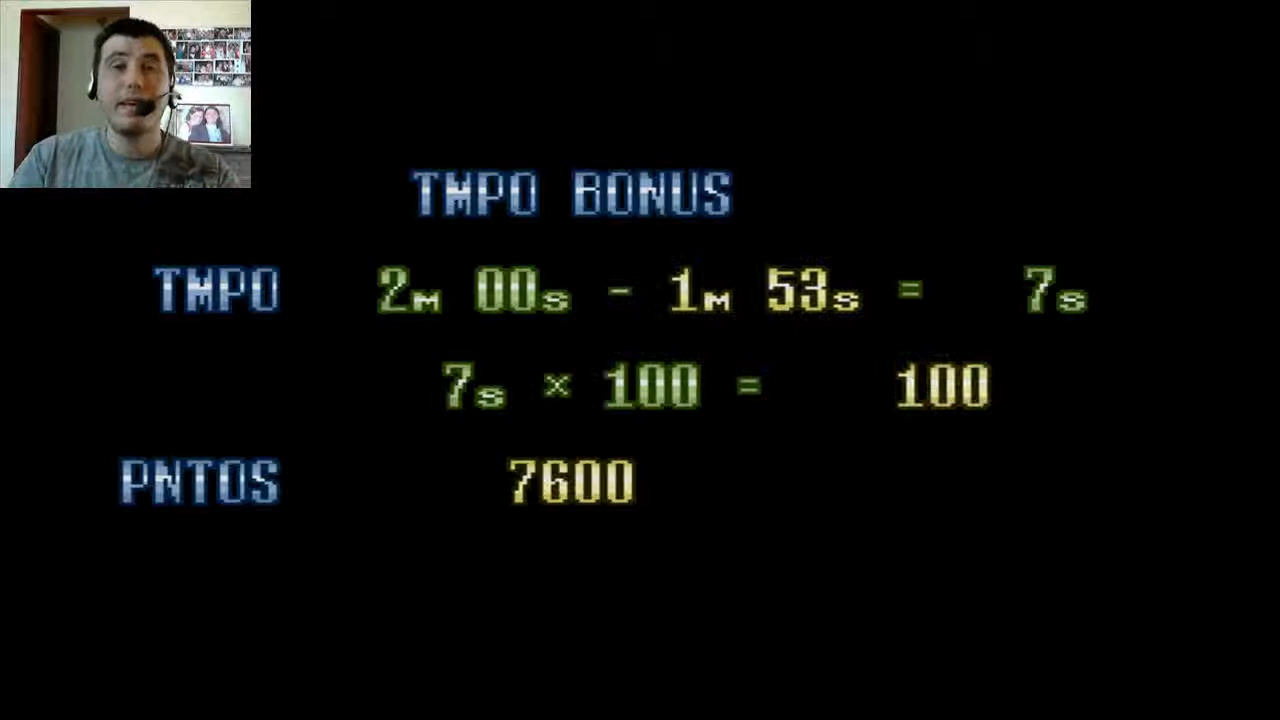 TMPO BONUS
TMPO 2M 00S - 1M 53S = 7S
7S × 100 = 100
PNTOS 7600